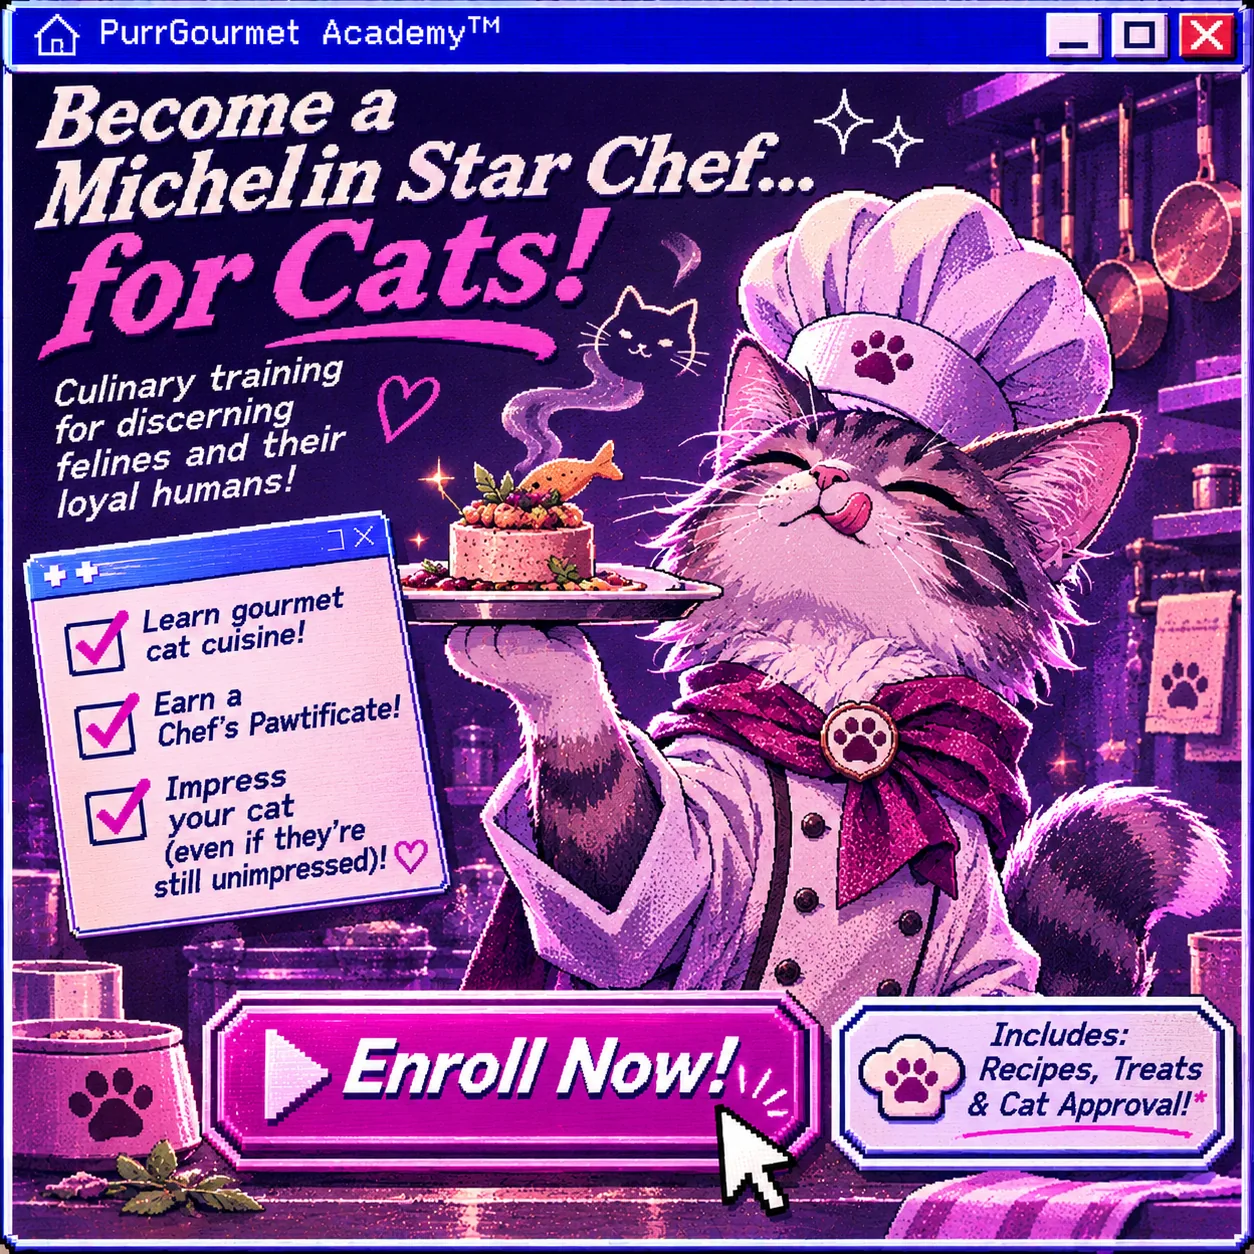 PurrGourmet Academy™
Become a
Michelin Star Chef...
for Cats!
Culinary training
for discerning
felines and their
loyal humans!
Learn gourmet
cat cuisine!
Earn a
Chef's Pawtificate!
Impress
your cat
(even if they're
still unimpressed)!
Enroll Now!
Includes:
Recipes, Treats
& Cat Approval!*